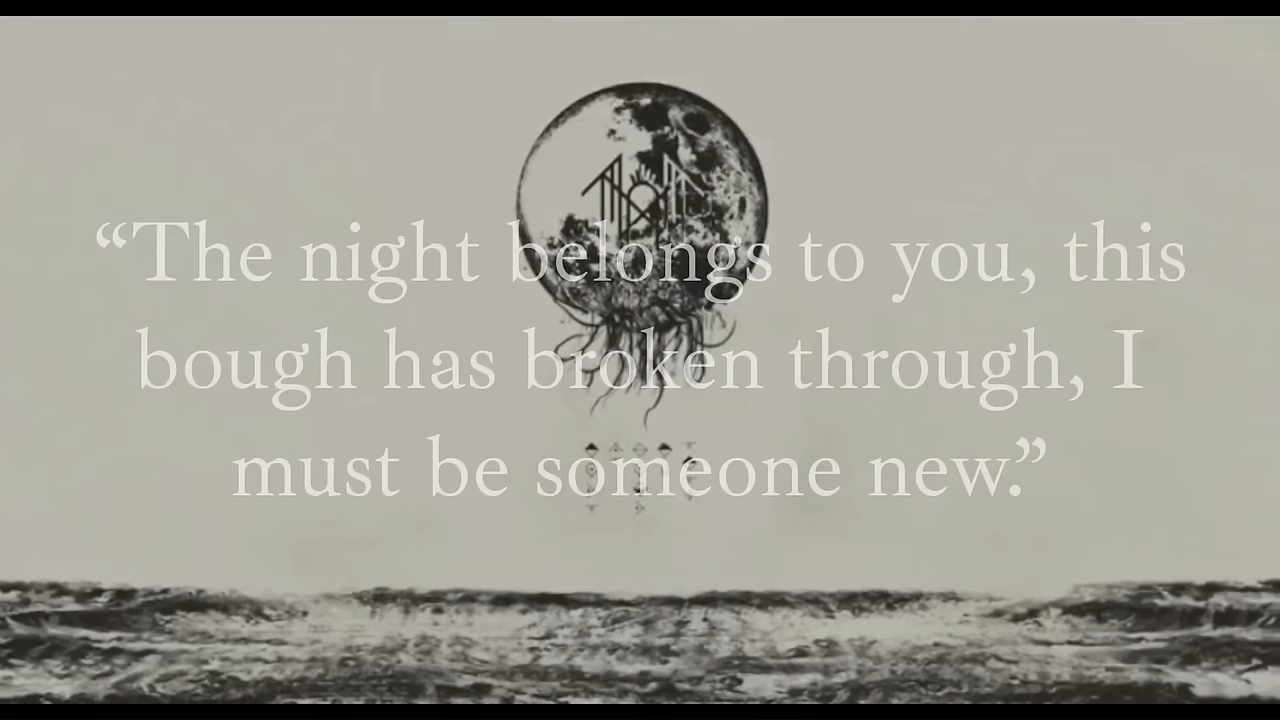 “The night belongs to you, this
bough has broken through, I
must be someone new.”